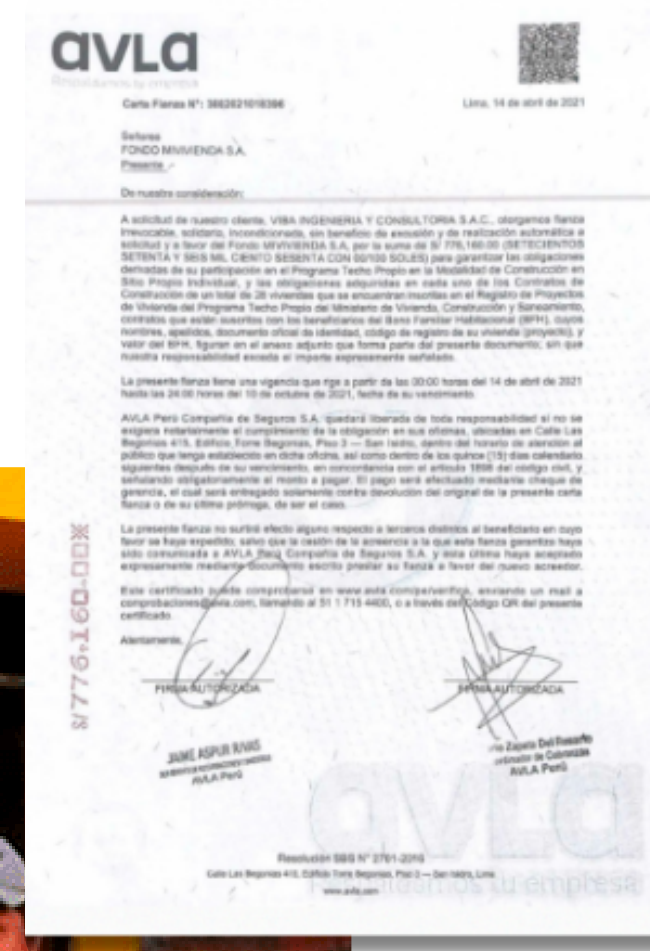 avla
Respaldamos tu empresa
Carta Fianza N°: Lima, 14 de abril de 2021
Señores
FONDO MIVIVIENDA S.A.
Presente .-
De nuestra consideración:
A solicitud de nuestro cliente, VIBA INGENIERIA Y CONSULTORIA S.A.C., otorgamos fianza
irrevocable, solidaria, incondicionada, sin beneficio de excusión y de realización automática a
solicitud y a favor del Fondo MIVIVIENDA S.A. por la suma de S/ 776,160.00 (SETECIENTOS
SETENTA Y SEIS MIL CIENTO SESENTA CON 00/100 SOLES) para garantizar las obligaciones
derivadas de su participación en el Programa Techo Propio en la Modalidad de Construcción en
Sitio Propio Individual, y las obligaciones adquiridas en cada uno de los Contratos de
Construcción de un total de viviendas que se encuentran inscritas en el Registro de Proyectos
de Vivienda del Programa Techo Propio del Ministerio de Vivienda, Construcción y Saneamiento,
contratos que están suscritos con los beneficiarios del Bono Familiar Habitacional (BFH), cuyos
nombres, apellidos, documento oficial de identidad, código de registro de su vivienda (proyecto), y
valor del BFH, figuran en el anexo adjunto que forma parte del presente documento; sin que
nuestra responsabilidad exceda el importe expresamente señalado.
La presente fianza tiene una vigencia que rige a partir de las 00:00 horas del 14 de abril de 2021
hasta las 24:00 horas del 10 de octubre de 2021, fecha de su vencimiento.
AVLA Perú Compañía de Seguros S.A. quedará liberada de toda responsabilidad si no se
exigiera notarialmente el cumplimiento de la obligación en sus oficinas, ubicadas en Calle Las
Begonias 415, Edificio Torre Begonias, Piso 3 — San Isidro, dentro del horario de atención al
público que tenga establecido en dicha oficina, así como dentro de los quince (15) días calendario
siguientes después de su vencimiento, en concordancia con el artículo 1898 del código civil, y
señalando obligatoriamente el monto a pagar. El pago será efectuado mediante cheque de
gerencia, el cual será entregado solamente contra devolución del original de la presente carta
fianza o de su última prórroga, de ser el caso.
La presente fianza no surtirá efecto alguno respecto a terceros distintos al beneficiario en cuyo
favor se haya expedido, salvo que la cesión de la acreencia a la que esta fianza garantiza haya
sido comunicada a AVLA Perú Compañía de Seguros S.A. y esta última haya aceptado
expresamente mediante documento escrito prestar su fianza a favor del nuevo acreedor.
Este certificado puede comprobarse en www.avla.com/pe/verifica, enviando un mail a
comprobaciones@avla.com, llamando al 51 1 715 4400, o a través del Código QR del presente
certificado.
Atentamente,
S/776,160.00
FIRMA AUTORIZADA FIRMA AUTORIZADA
JAIME ASPUR RIVAS
AVLA Perú
Zapata Del Rosario
de Cobranzas
AVLA Perú
avla
Respaldamos tu empresa
Resolución SBS N° 2761-2016
Calle Las Begonias 415, Edificio Torre Begonias, Piso 3 — San Isidro, Lima
www.avla.com